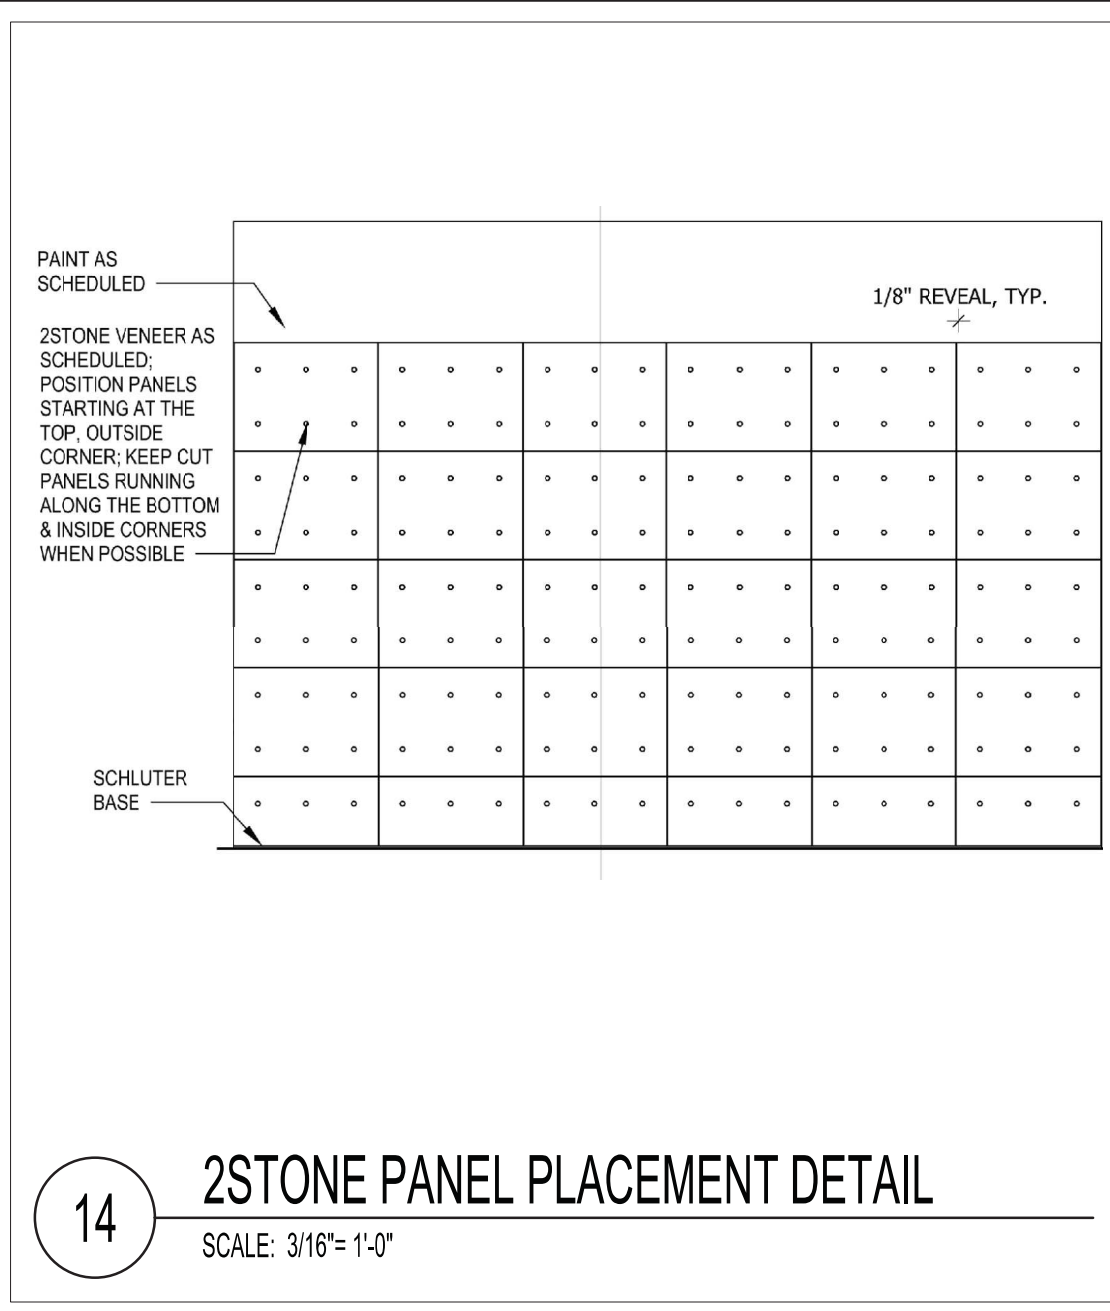 PAINT AS
SCHEDULED
1/8" REVEAL, TYP.
2STONE VENEER AS
SCHEDULED;
POSITION PANELS
STARTING AT THE
TOP, OUTSIDE
CORNER; KEEP CUT
PANELS RUNNING
ALONG THE BOTTOM
& INSIDE CORNERS
WHEN POSSIBLE
SCHLUTER
BASE
14
2STONE PANEL PLACEMENT DETAIL
SCALE: 3/16"= 1'-0"